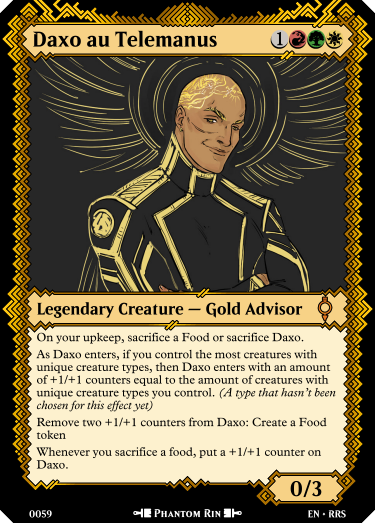 Daxo au Telemanus 1
Legendary Creature — Gold Advisor
On your upkeep, sacrifice a Food or sacrifice Daxo.
As Daxo enters, if you control the most creatures with
unique creature types, then Daxo enters with an amount
of +1/+1 counters equal to the amount of creatures with
unique creature types you control. (A type that hasn't been
chosen for this effect yet)
Remove two +1/+1 counters from Daxo: Create a Food
token
Whenever you sacrifice a food, put a +1/+1 counter on
Daxo.
0/3
0059 Phantom Rin EN • RRS